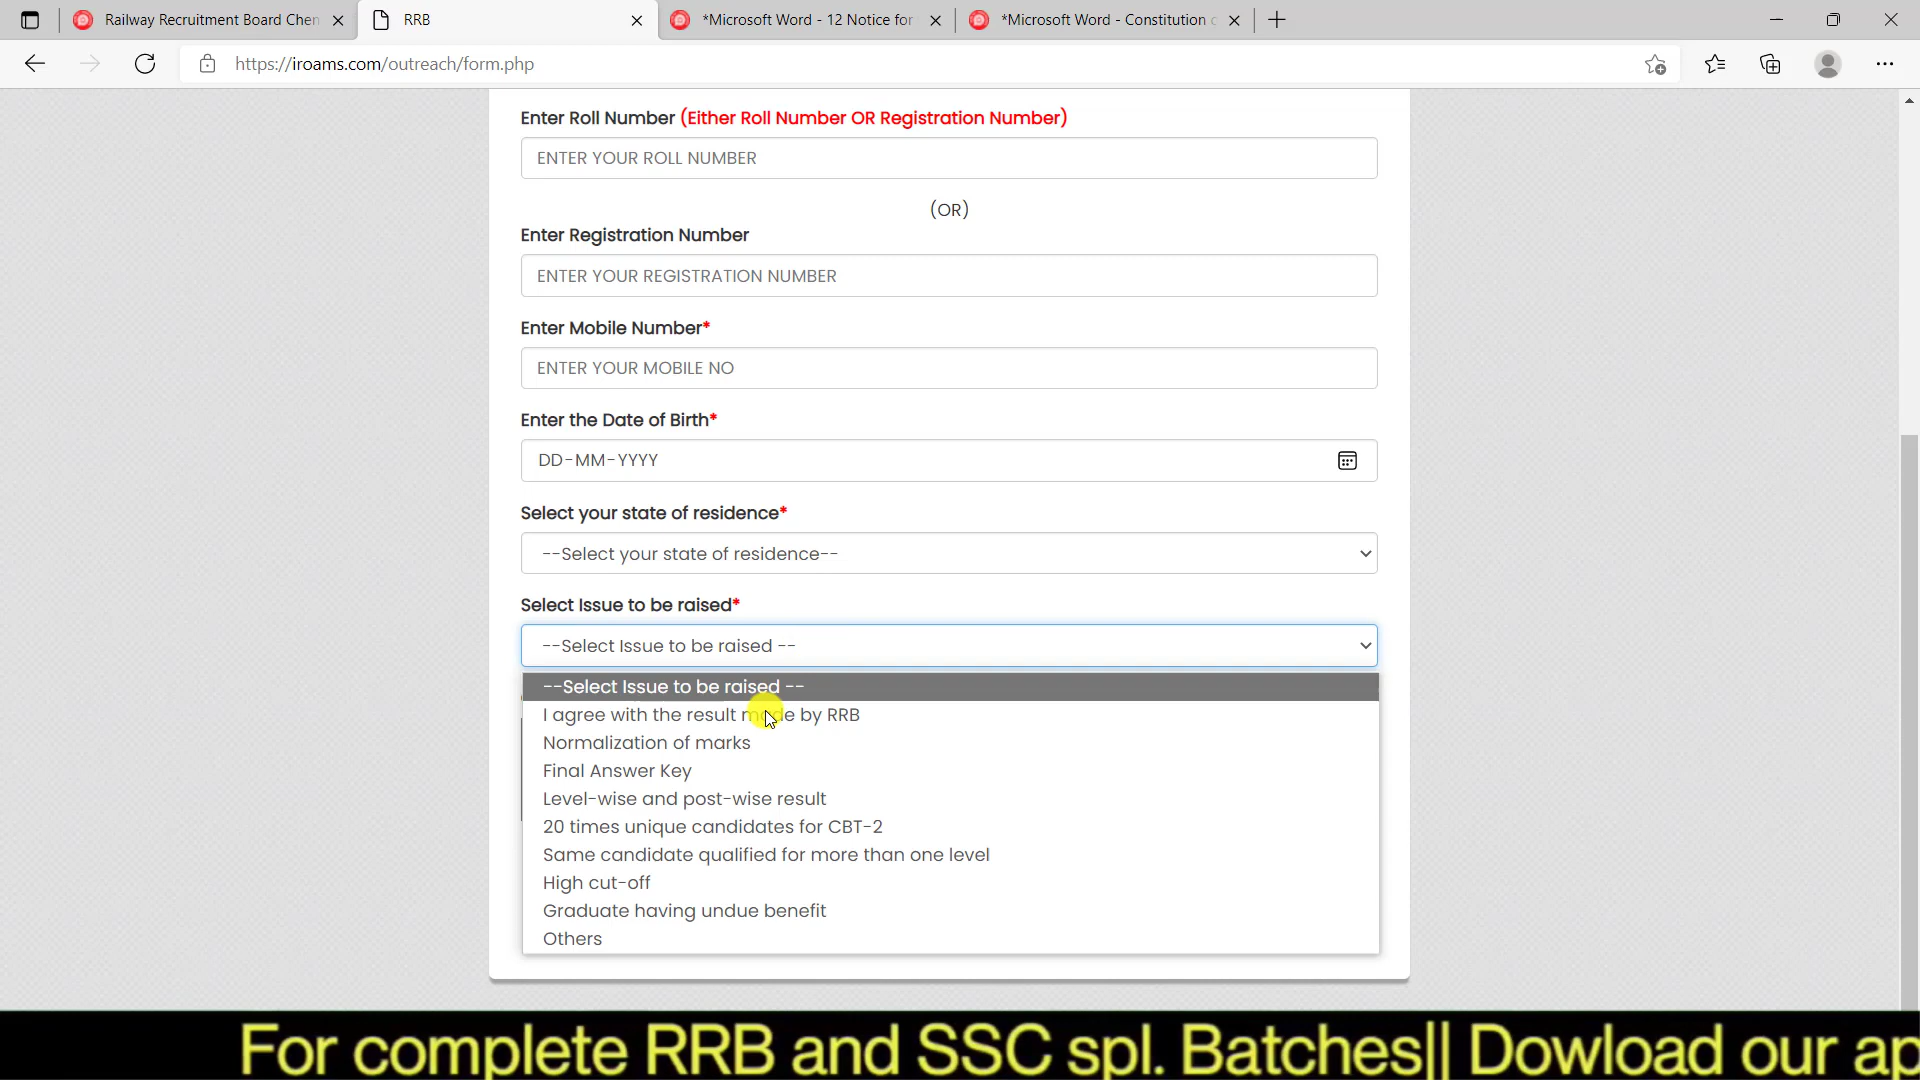 Railway Recruitment Board Chen
RRB
*Microsoft Word - 12 Notice for
*Microsoft Word - Constitution c
https://iroams.com/outreach/form.php
Enter Roll Number (Either Roll Number OR Registration Number)
ENTER YOUR ROLL NUMBER
(OR)
Enter Registration Number
ENTER YOUR REGISTRATION NUMBER
Enter Mobile Number*
ENTER YOUR MOBILE NO
Enter the Date of Birth*
DD-MM-YYYY
Select your state of residence*
--Select your state of residence--
Select Issue to be raised*
--Select Issue to be raised --
--Select Issue to be raised --
I agree with the result made by RRB
Normalization of marks
Final Answer Key
Level-wise and post-wise result
20 times unique candidates for CBT-2
Same candidate qualified for more than one level
High cut-off
Graduate having undue benefit
Others
For complete RRB and SSC spl. Batches|| Dowload our ap